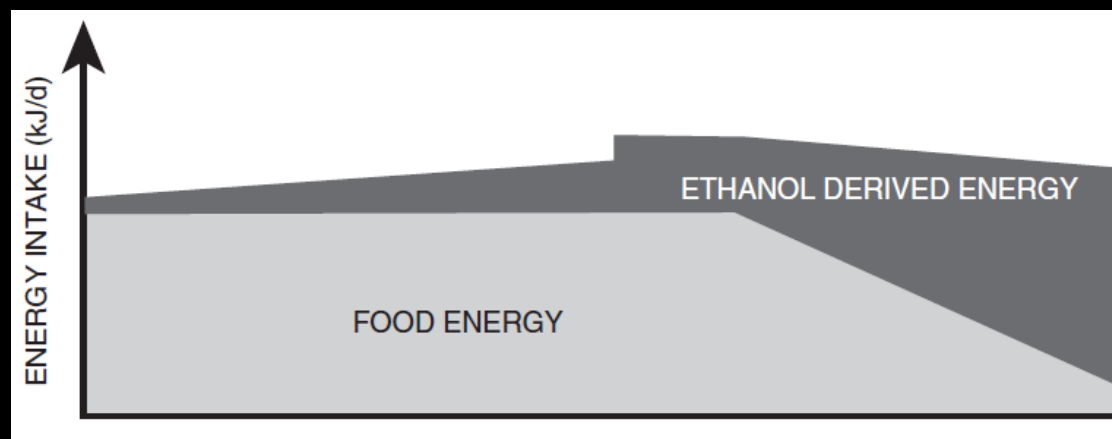 ENERGY INTAKE (kJ/d)
ETHANOL DERIVED ENERGY
FOOD ENERGY